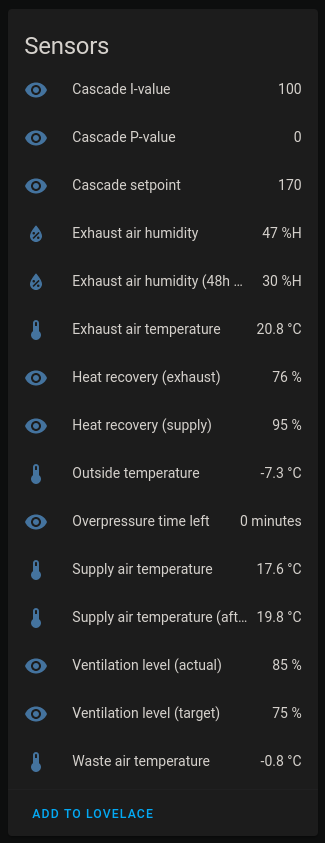 Sensors
Cascade I-value 100
Cascade P-value 0
Cascade setpoint 170
Exhaust air humidity 47 %H
Exhaust air humidity (48h ... 30 %H
Exhaust air temperature 20.8 °C
Heat recovery (exhaust) 76 %
Heat recovery (supply) 95 %
Outside temperature -7.3 °C
Overpressure time left 0 minutes
Supply air temperature 17.6 °C
Supply air temperature (aft... 19.8 °C
Ventilation level (actual) 85 %
Ventilation level (target) 75 %
Waste air temperature -0.8 °C
ADD TO LOVELACE